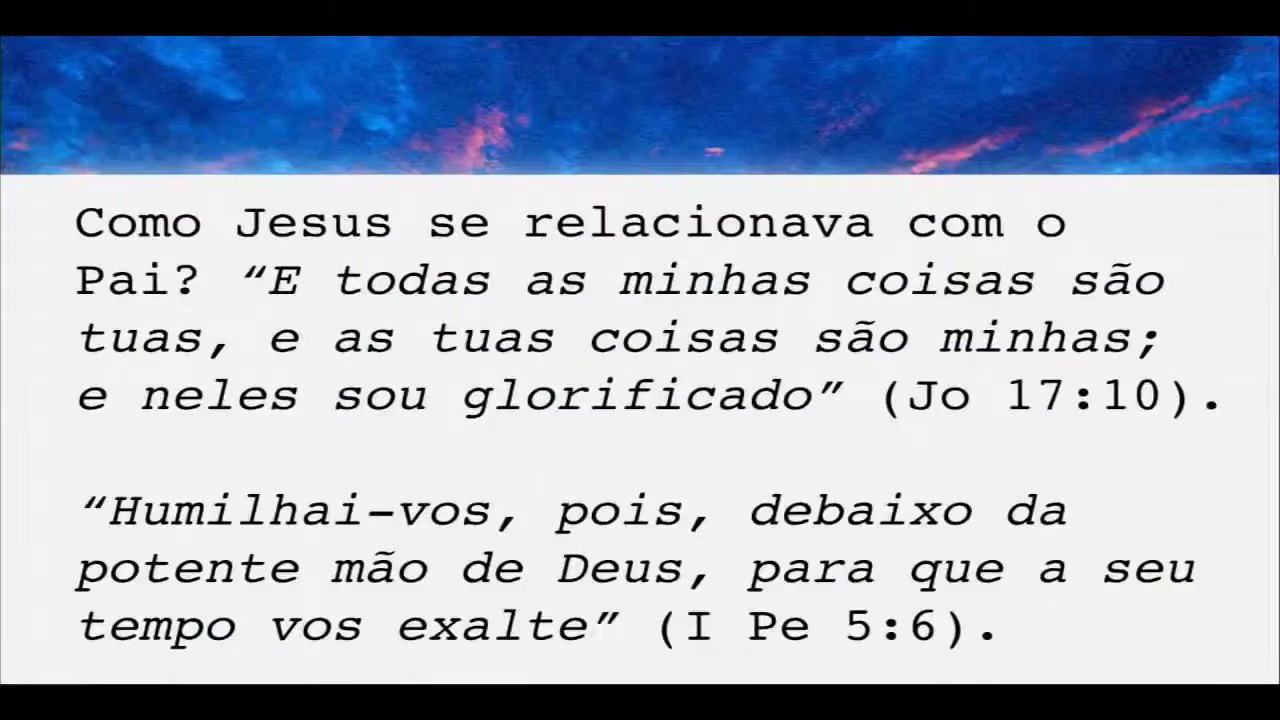 Como Jesus se relacionava com o
Pai? “E todas as minhas coisas são
tuas, e as tuas coisas são minhas;
e neles sou glorificado” (Jo 17:10).
“Humilhai-vos, pois, debaixo da
potente mão de Deus, para que a seu
tempo vos exalte” (I Pe 5:6).